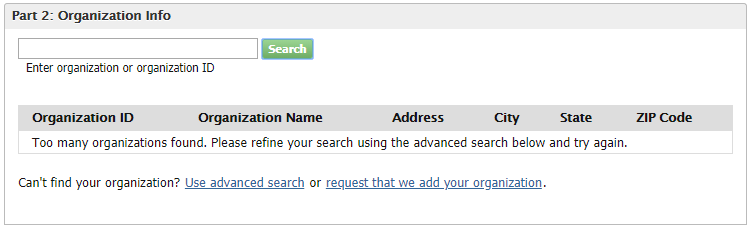 Part 2: Organization Info
Search
Enter organization or organization ID
Organization ID Organization Name Address City State ZIP Code
Too many organizations found. Please refine your search using the advanced search below and try again.
Can't find your organization? Use advanced search or request that we add your organization.